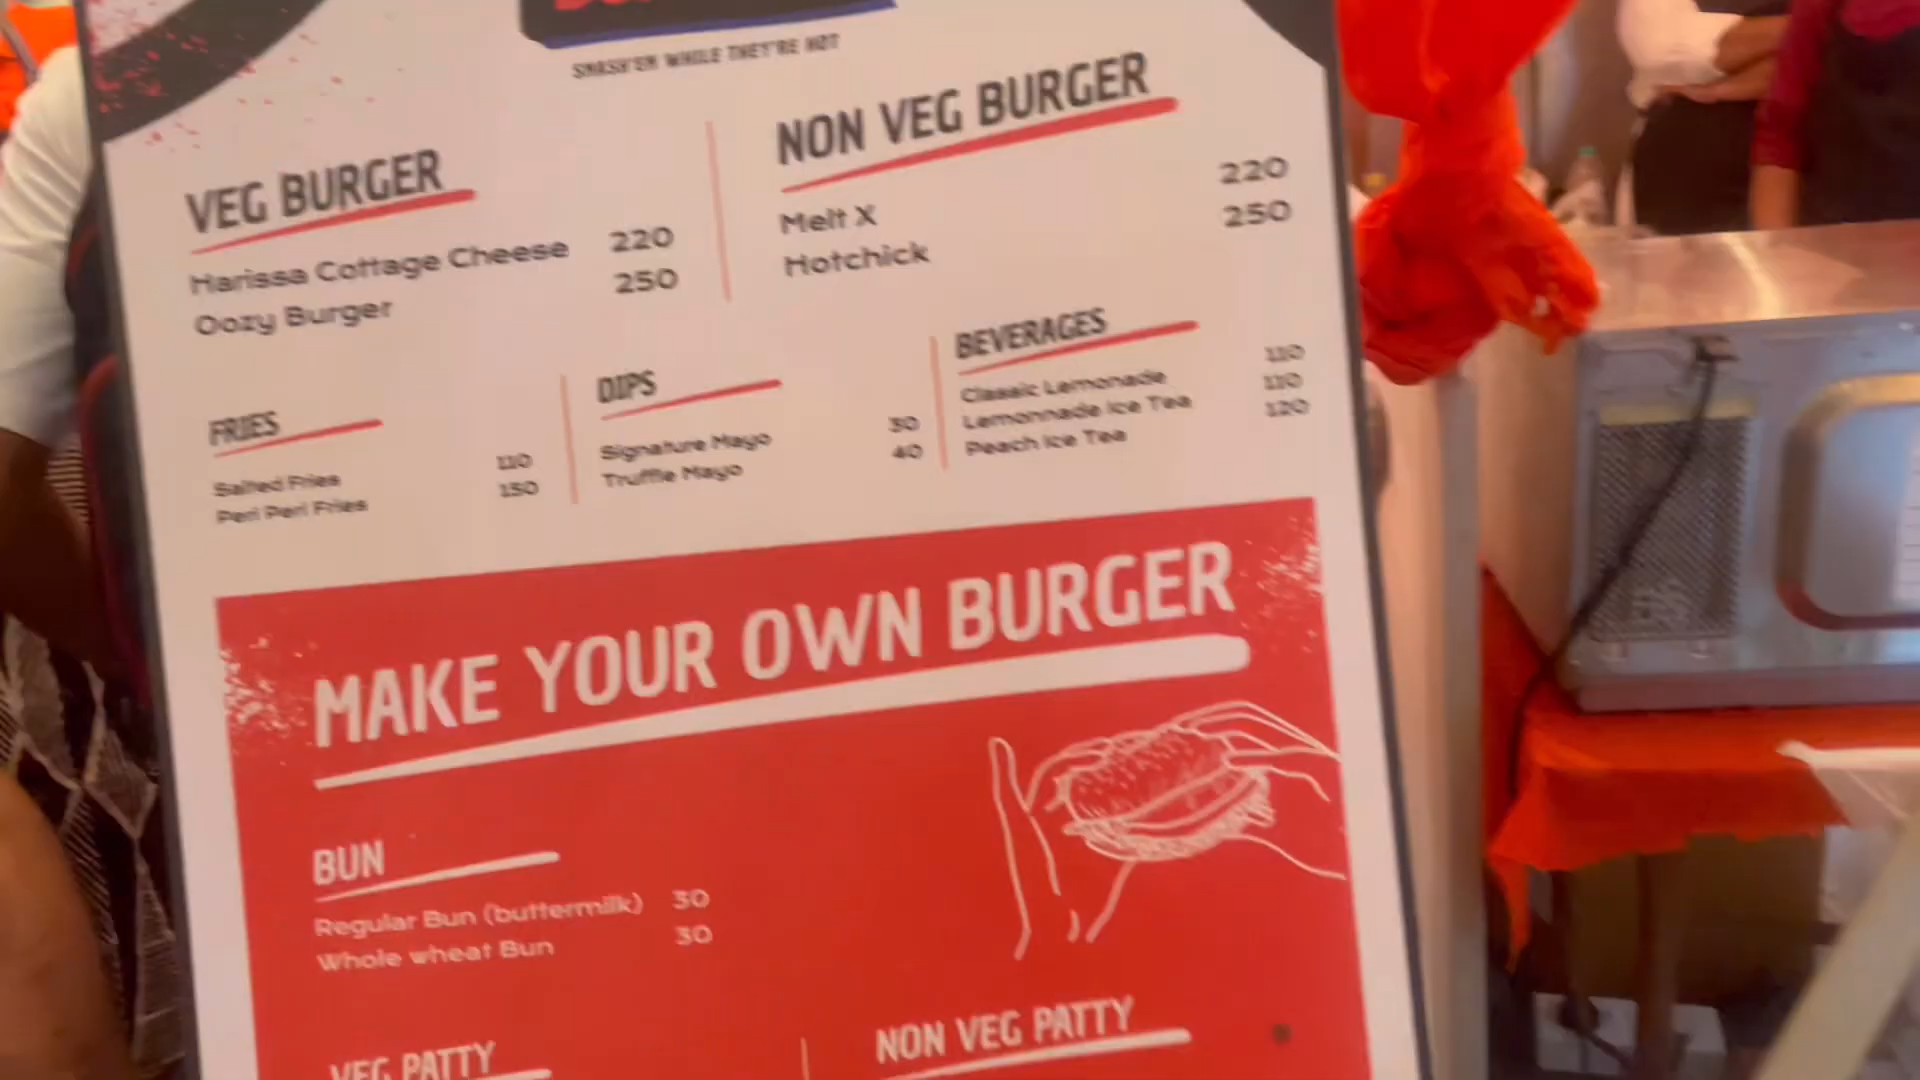 SMASH'EM WHILE THEY'RE HOT
VEG BURGER
Harissa Cottage Cheese 220
Oozy Burger 250
NON VEG BURGER
Melt X 220
Hotchick 250
FRIES
Salted Fries 110
Peri Peri Fries 150
DIPS
Signature Mayo 30
Truffle Mayo 40
BEVERAGES
Classic Lemonade 110
Lemonnade Ice Tea 110
Peach Ice Tea 120
MAKE YOUR OWN BURGER
BUN
Regular Bun (buttermilk) 30
Whole wheat Bun 30
VEG PATTY
NON VEG PATTY